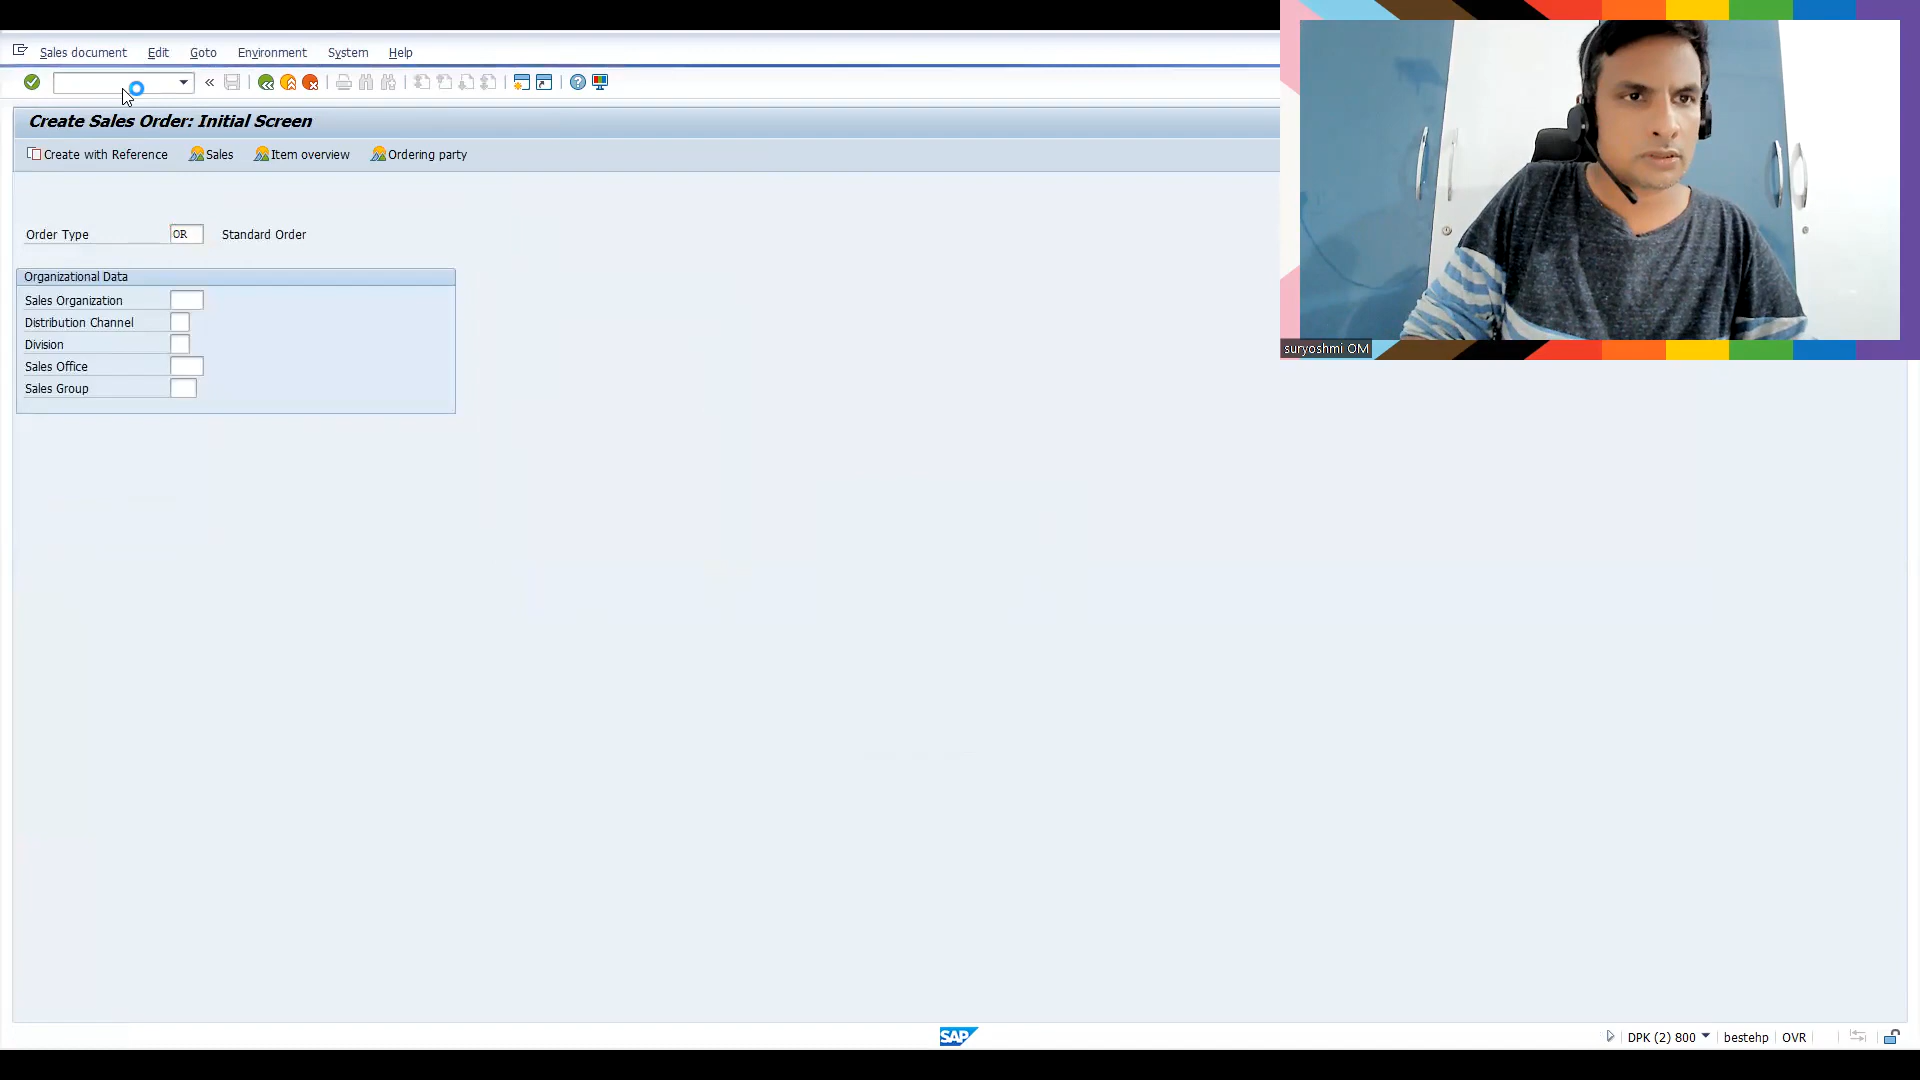 Sales document Edit Goto Environment System Help
Create Sales Order: Initial Screen
Create with Reference Sales Item overview Ordering party
Order Type OR Standard Order
Organizational Data
Sales Organization
Distribution Channel
Division
Sales Office
Sales Group
suryoshmi OM
SAP DPK (2) 800 bestehp OVR